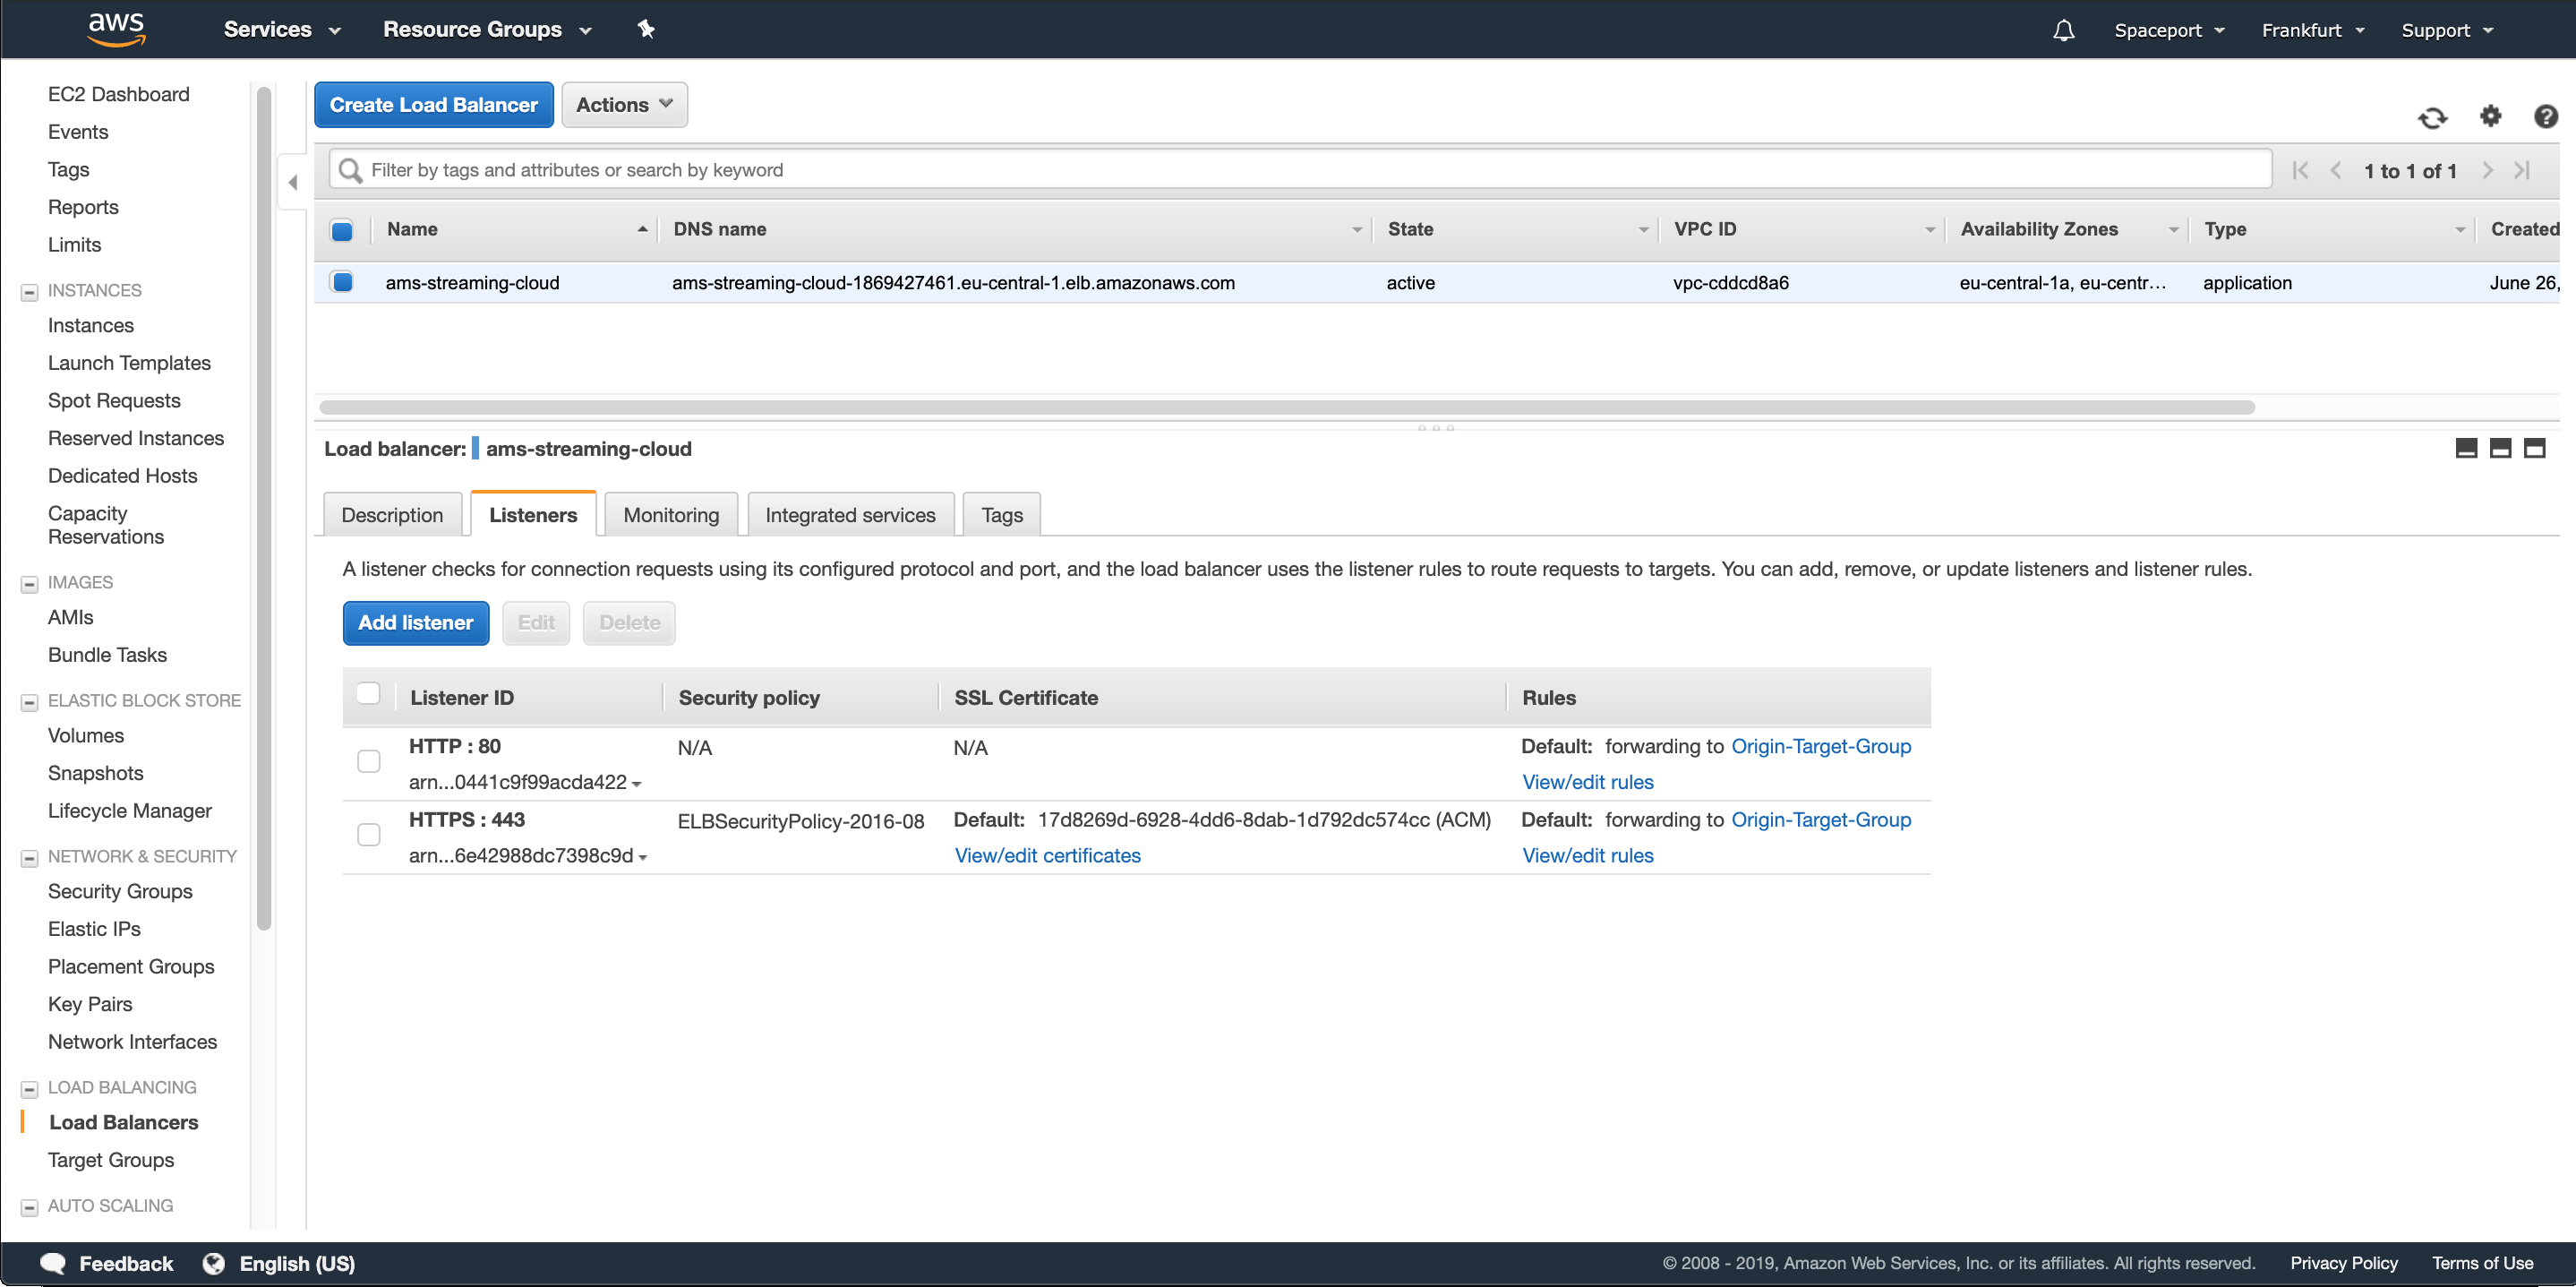 aws Services Resource Groups Spaceport Frankfurt Support
EC2 Dashboard
Events
Tags
Reports
Limits
INSTANCES
Instances
Launch Templates
Spot Requests
Reserved Instances
Dedicated Hosts
Capacity
Reservations
IMAGES
AMIs
Bundle Tasks
ELASTIC BLOCK STORE
Volumes
Snapshots
Lifecycle Manager
NETWORK & SECURITY
Security Groups
Elastic IPs
Placement Groups
Key Pairs
Network Interfaces
LOAD BALANCING
Load Balancers
Target Groups
AUTO SCALING
Create Load Balancer Actions
Filter by tags and attributes or search by keyword 1 to 1 of 1
Name DNS name State VPC ID Availability Zones Type Created
ams-streaming-cloud ams-streaming-cloud-1869427461.eu-central-1.elb.amazonaws.com active vpc-cddcd8a6 eu-central-1a, eu-centr... application June 26,
Load balancer: ams-streaming-cloud
Description Listeners Monitoring Integrated services Tags
A listener checks for connection requests using its configured protocol and port, and the load balancer uses the listener rules to route requests to targets. You can add, remove, or update listeners and listener rules.
Add listener Edit Delete
Listener ID Security policy SSL Certificate Rules
HTTP : 80 N/A N/A Default: forwarding to Origin-Target-Group
arn...0441c9f99acda422 View/edit rules
HTTPS : 443 ELBSecurityPolicy-2016-08 Default: 17d8269d-6928-4dd6-8dab-1d792dc574cc (ACM) Default: forwarding to Origin-Target-Group
arn...6e42988dc7398c9d View/edit certificates View/edit rules
Feedback English (US) © 2008 - 2019, Amazon Web Services, Inc. or its affiliates. All rights reserved. Privacy Policy Terms of Use